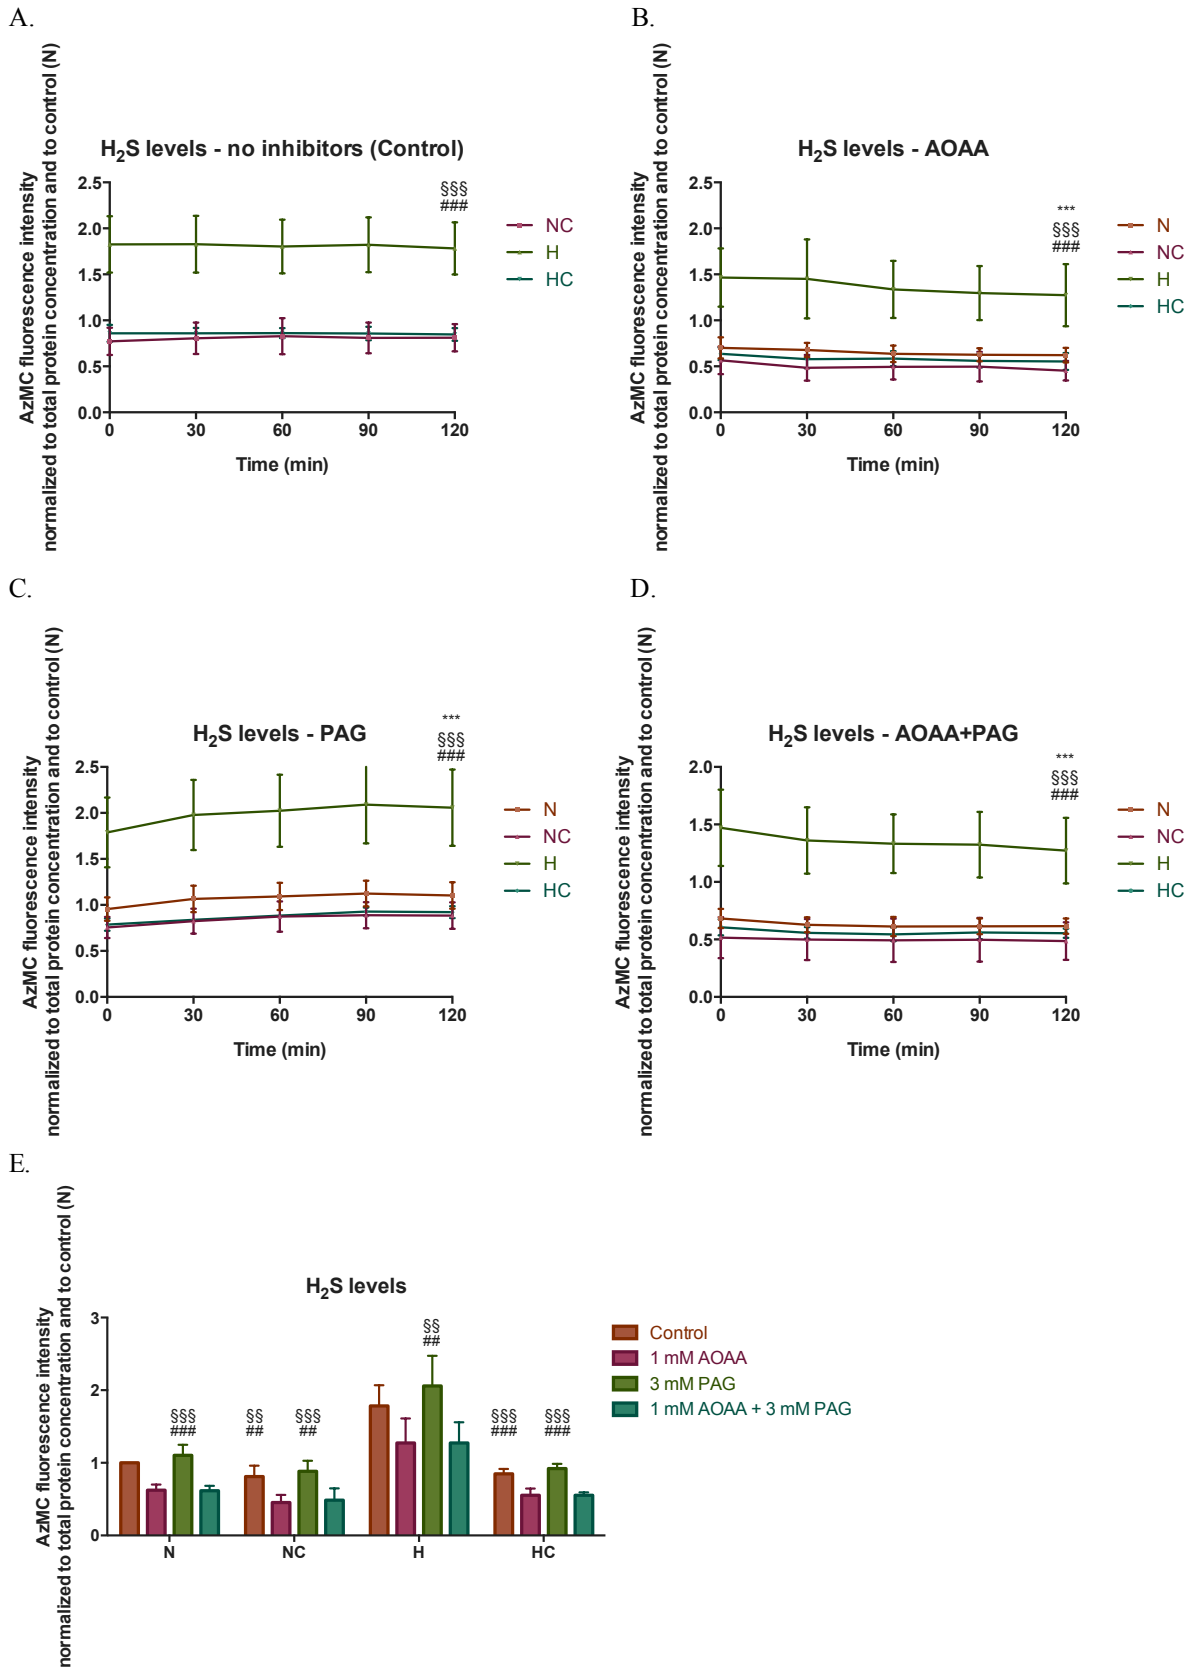 A.
H2S levels - no inhibitors (Control)
AzMC fluorescence intensity
normalized to total protein concentration and to control (N)
2.5
2.0
1.5
1.0
0.5
0.0
0 30 60 90 120
Time (min)
§§§
###
NC
H
HC
B.
H2S levels - AOAA
AzMC fluorescence intensity
normalized to total protein concentration and to control (N)
2.5
2.0
1.5
1.0
0.5
0.0
0 30 60 90 120
Time (min)
***
§§§
###
N
NC
H
HC
C.
H2S levels - PAG
AzMC fluorescence intensity
normalized to total protein concentration and to control (N)
2.5
2.0
1.5
1.0
0.5
0.0
0 30 60 90 120
Time (min)
***
§§§
###
N
NC
H
HC
D.
H2S levels - AOAA+PAG
AzMC fluorescence intensity
normalized to total protein concentration and to control (N)
2.0
1.5
1.0
0.5
0.0
0 30 60 90 120
Time (min)
***
§§§
###
N
NC
H
HC
E.
H2S levels
AzMC fluorescence intensity
normalized to total protein concentration and to control (N)
3
2
1
0
§§§
###
§§
##
§§§
##
§§
##
§§§
###
§§§
###
N NC H HC
Control
1 mM AOAA
3 mM PAG
1 mM AOAA + 3 mM PAG